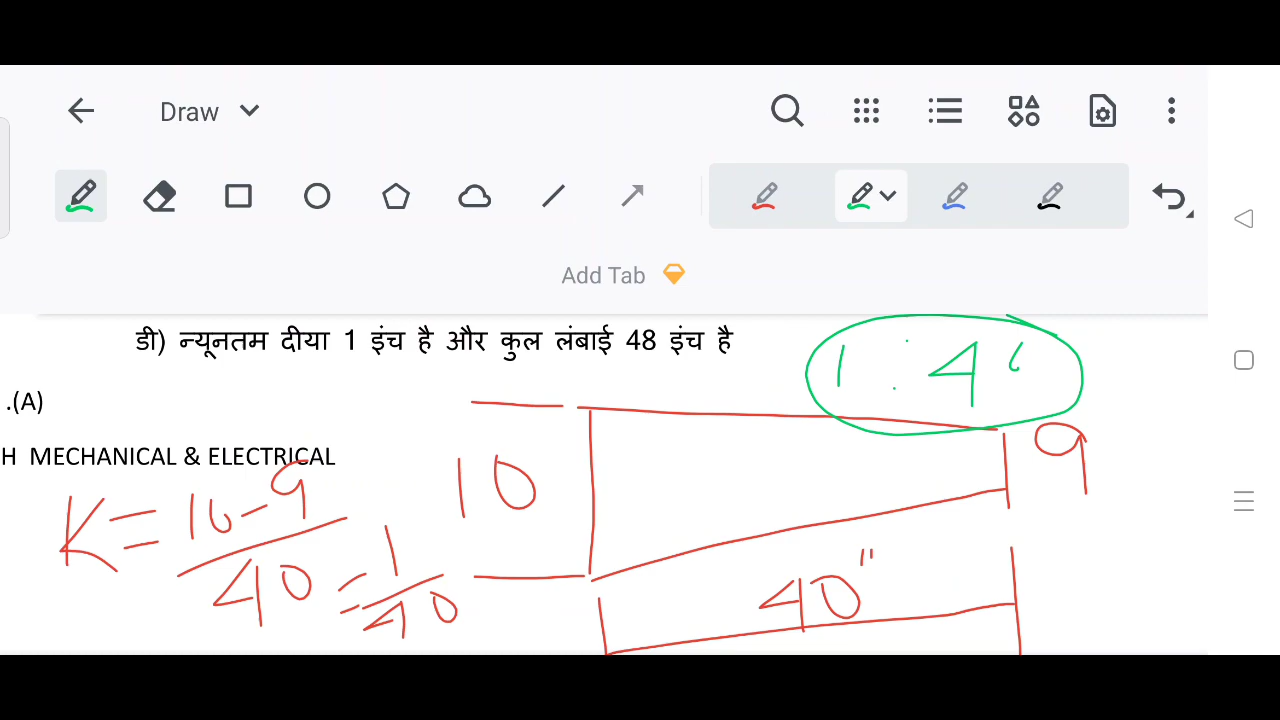 Draw
Add Tab
डी) न्यूनतम दीया 1 इंच है और कुल लंबाई 48 इंच है
1 : 4
.(A)
9
H MECHANICAL & ELECTRICAL
10
K = 10-9
40
= 1
40
40"